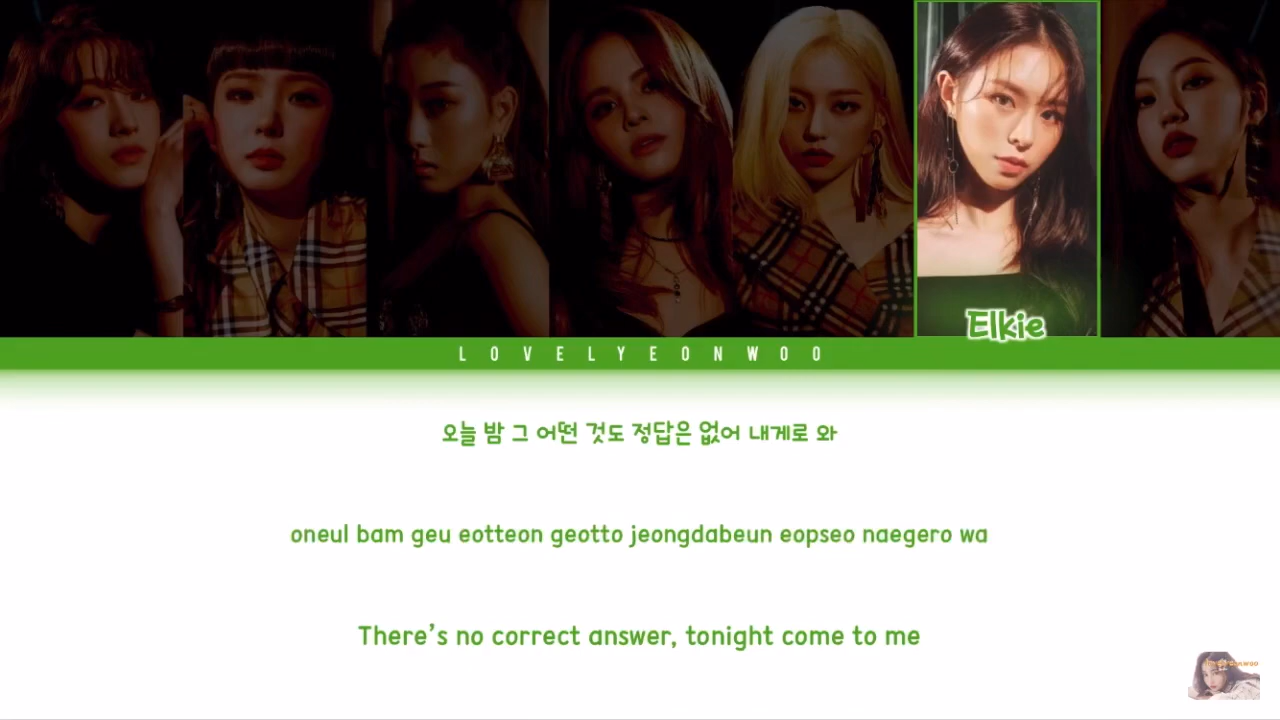 Elkie
LOVELYEONWOO
오늘 밤 그 어떤 것도 정답은 없어 내게로 와
oneul bam geu eotteon geotto jeongdabeun eopseo naegero wa
There's no correct answer, tonight come to me